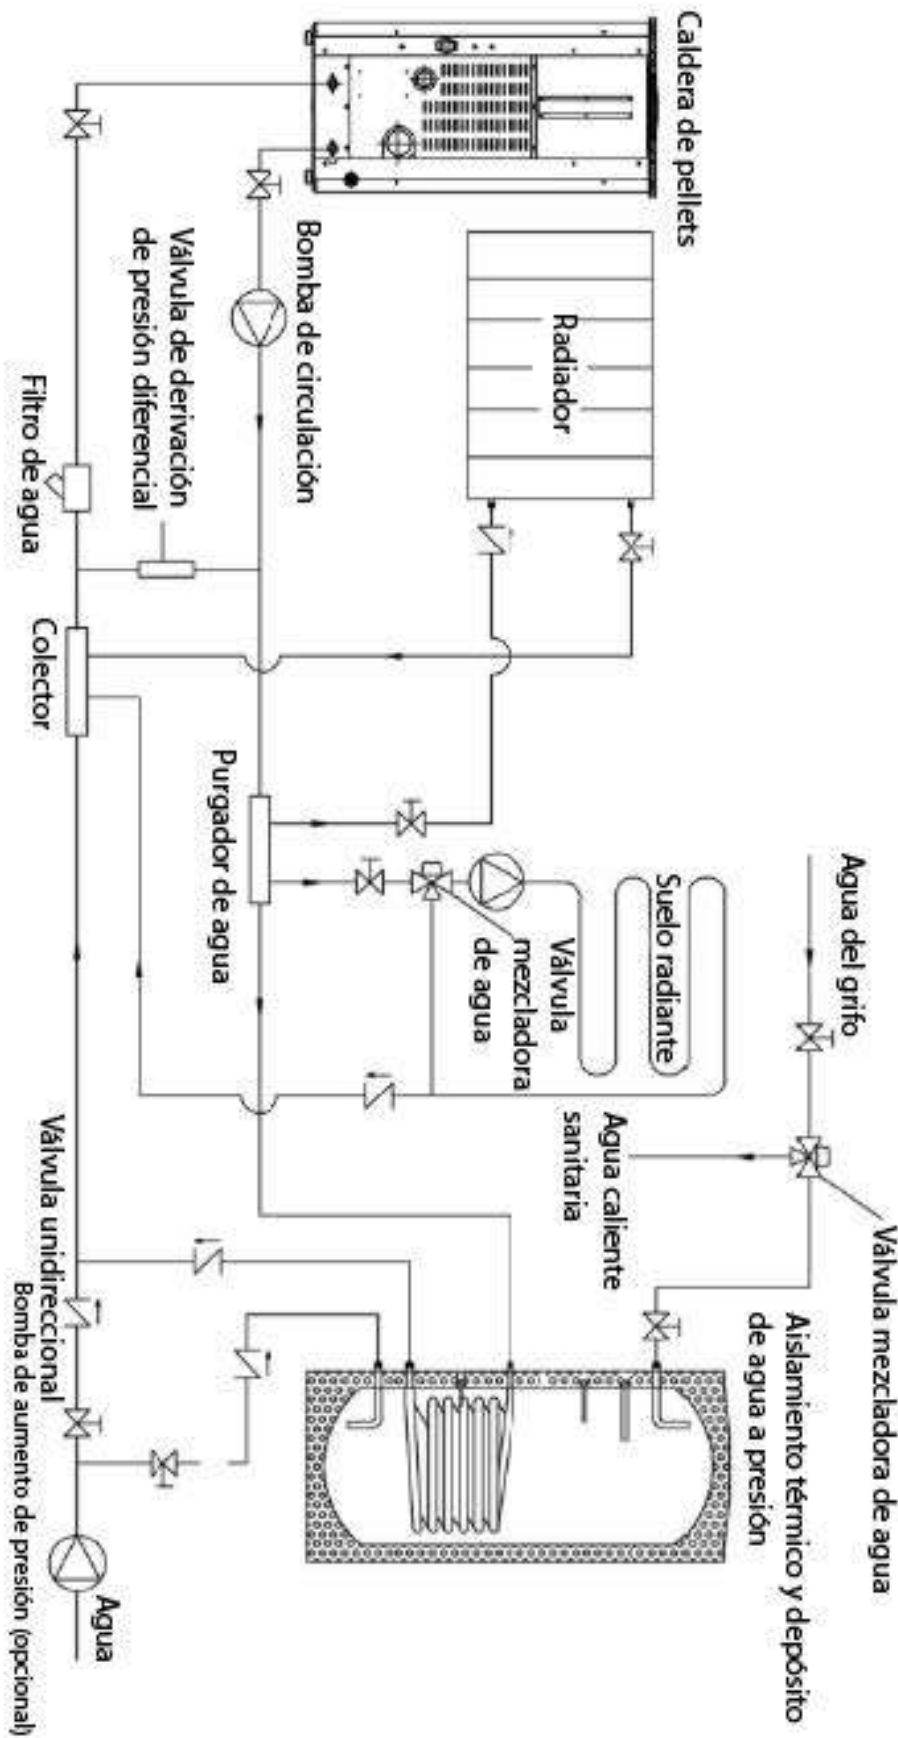 Caldera de pellets
Radiador
Bomba de circulación
Válvula de derivación
de presión diferencial
Filtro de agua
Colector
Purgador de agua
Suelo radiante
Válvula
mezcladora
de agua
Agua del grifo
Válvula mezcladora de agua
Agua caliente
sanitaria
Aislamiento térmico y depósito
de agua a presión
Válvula unidireccional
Bomba de aumento de presión (opcional)
Agua